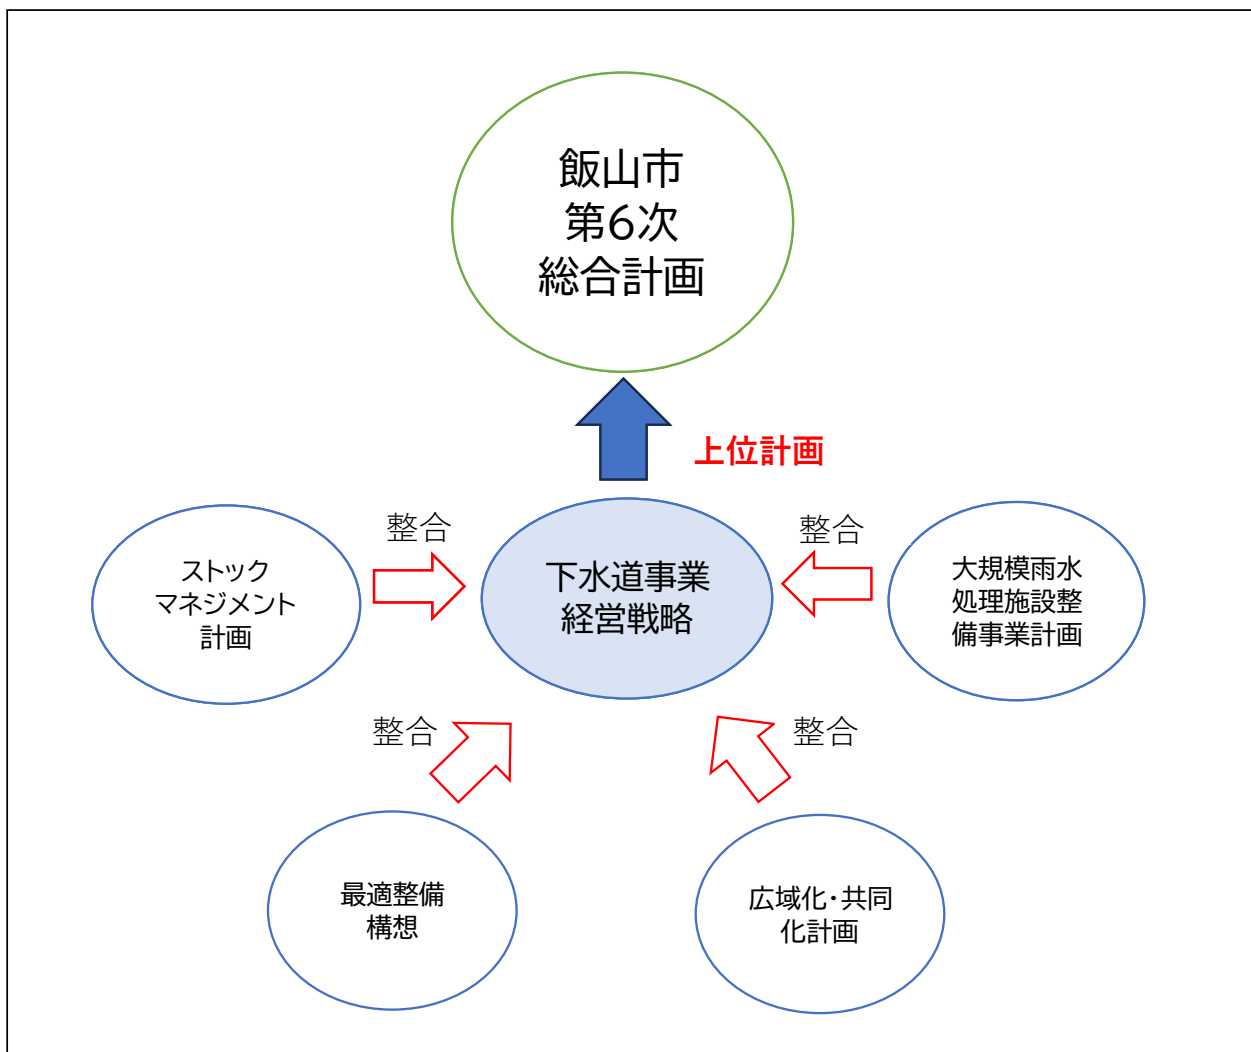 飯山市
第6次
総合計画
上位計画
整合
整合
ストック
マネジメント
計画
下水道事業
経営戦略
大規模雨水
処理施設整
備事業計画
整合
整合
最適整備
構想
広域化・共同
化計画